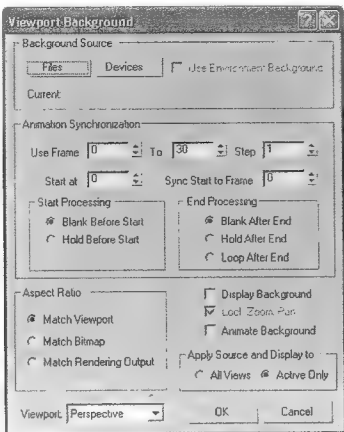 Viewport Background
Background Source
Files Devices Use Environment Background
Current:
Animation Synchronization
Use Frame 0 To 30 Step 1
Start at 0 Sync Start to Frame 0
Start Processing
Blank Before Start
Hold Before Start
End Processing
Blank After End
Hold After End
Loop After End
Aspect Ratio
Match Viewport
Match Bitmap
Match Rendering Output
Display Background
Lock Zoom/Pan
Animate Background
Apply Source and Display to
All Views Active Only
Viewport: Perspective OK Cancel